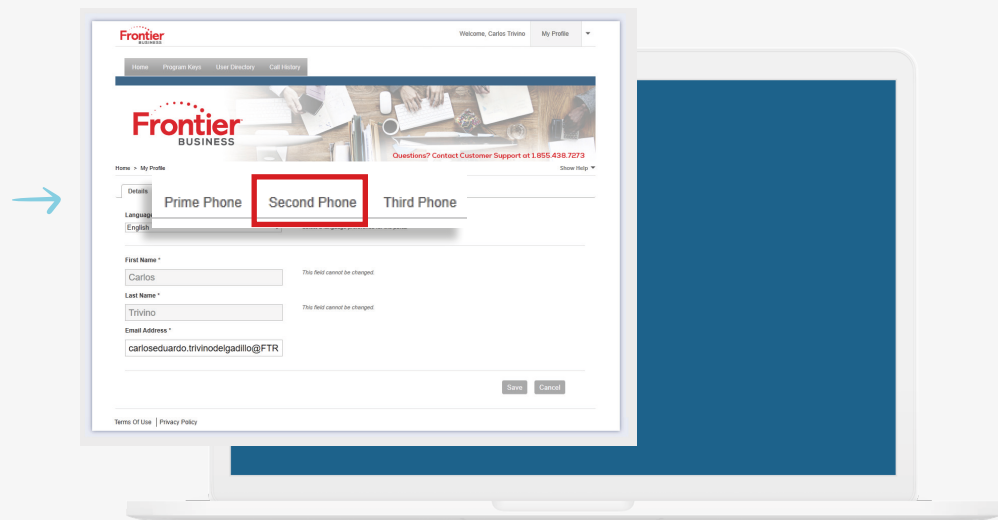 Frontier
BUSINESS
Welcome, Carlos Trivino My Profile
Home Program Keys User Directory Call History
Frontier
BUSINESS
Questions? Contact Customer Support at 1.855.439.7273
Home > My Profile
Show Help
Details
Prime Phone Second Phone Third Phone
Language
English
First Name *
Carlos
This field cannot be changed.
Last Name *
Trivino
This field cannot be changed.
Email Address *
carloseduardo.trivinodelgadillo@FTR
Save Cancel
Terms Of Use | Privacy Policy